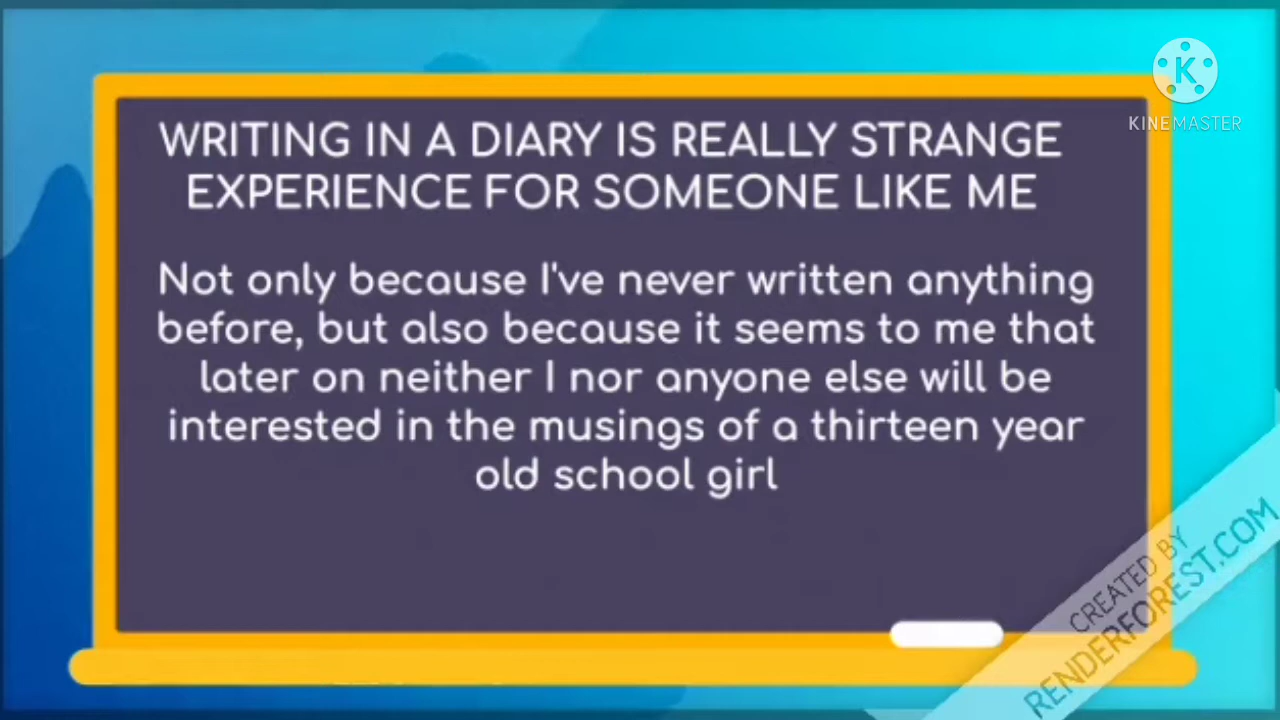 WRITING IN A DIARY IS REALLY STRANGE
EXPERIENCE FOR SOMEONE LIKE ME
Not only because I've never written anything
before, but also because it seems to me that
later on neither I nor anyone else will be
interested in the musings of a thirteen year
old school girl
K
KINEMASTER
CREATED BY
RENDERFOREST.COM